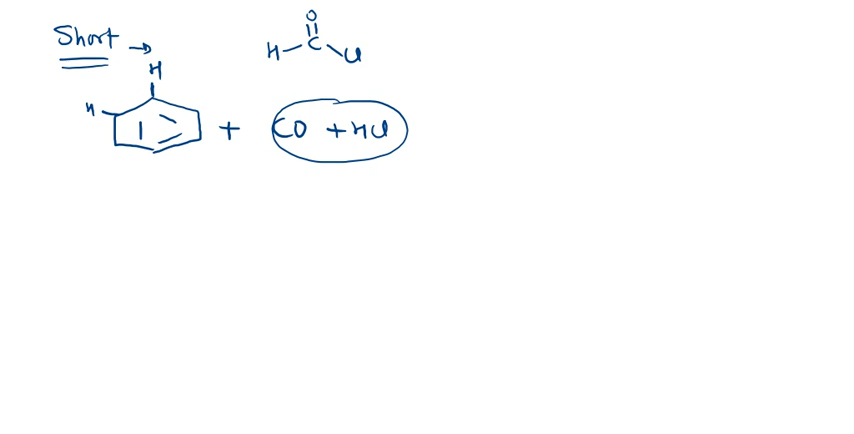 Short →
O
||
H-C-Cl
H
H
+ CO + HCl